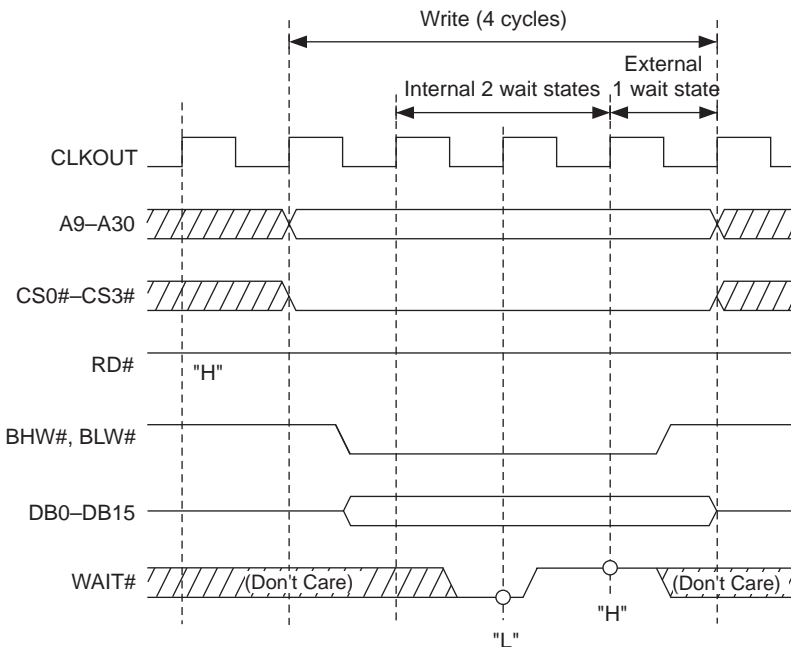 Write (4 cycles)
External
Internal 2 wait states
1 wait state
CLKOUT
A9–A30
CS0#–CS3#
RD#
"H"
BHW#, BLW#
DB0–DB15
WAIT#
(Don't Care)
(Don't Care)
"H"
"L"